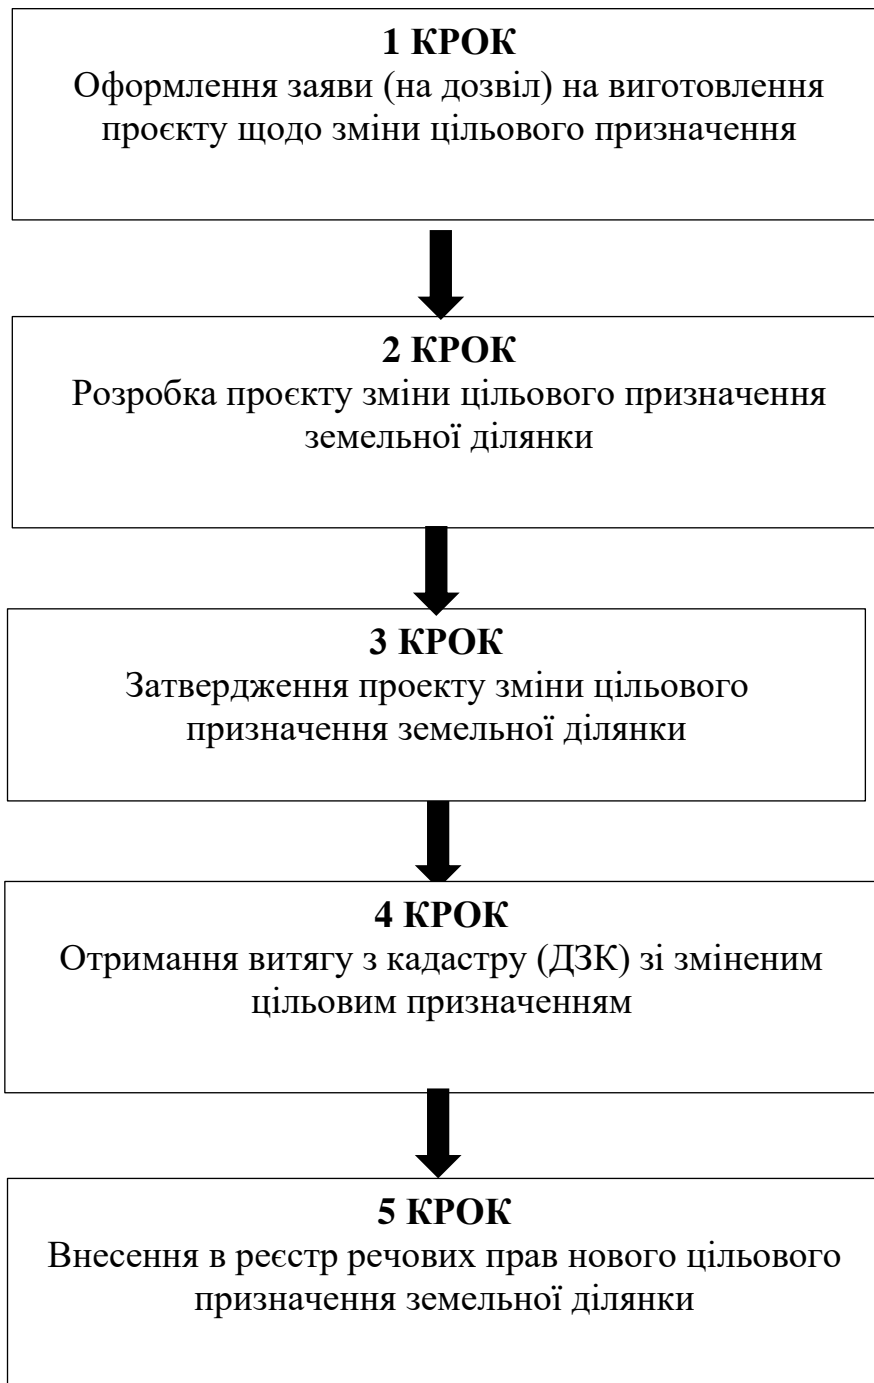 1 КРОК
Оформлення заяви (на дозвіл) на виготовлення
проєкту щодо зміни цільового призначення
2 КРОК
Розробка проєкту зміни цільового призначення
земельної ділянки
3 КРОК
Затвердження проекту зміни цільового
призначення земельної ділянки
4 КРОК
Отримання витягу з кадастру (ДЗК) зі зміненим
цільовим призначенням
5 КРОК
Внесення в реєстр речових прав нового цільового
призначення земельної ділянки